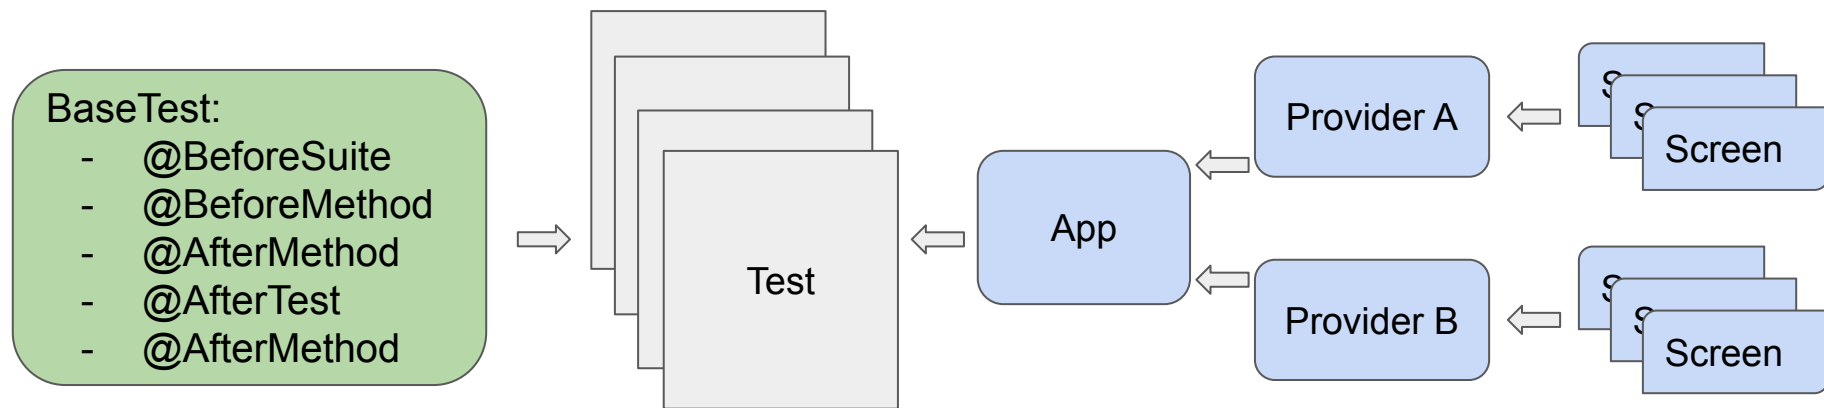 BaseTest:
- @BeforeSuite
- @BeforeMethod
- @AfterMethod
- @AfterTest
- @AfterMethod
Test
App
Provider A
Provider B
S
S
Screen
S
S
Screen